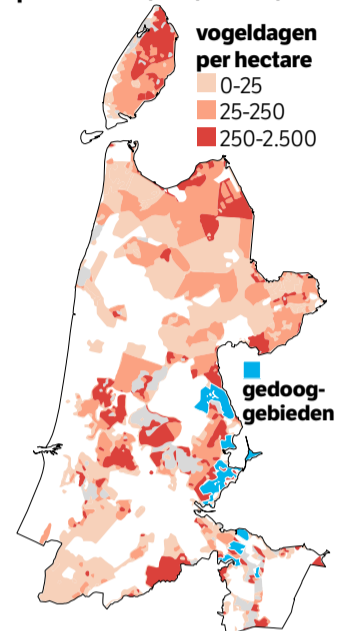 vogeldagen
per hectare
0-25
25-250
250-2.500
gedoog-
gebieden